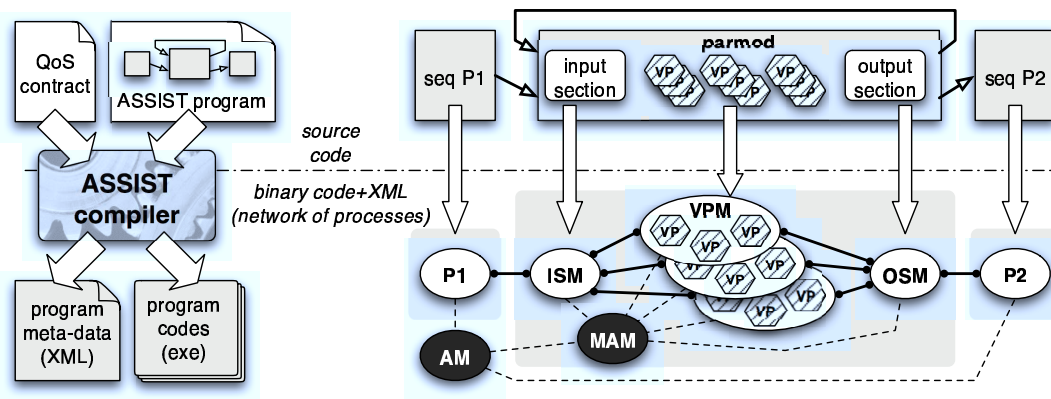 QoS
contract
ASSIST program
ASSIST
compiler
program
meta-data
(XML)
program
codes
(exe)
source
code
binary code+XML
(network of processes)
seq P1
parmod
input
section
VP
VP
VP
output
section
seq P2
VPM
VP
VP
VP
P1
ISM
VP
VP
VP
OSM
P2
VP
VP
AM
MAM